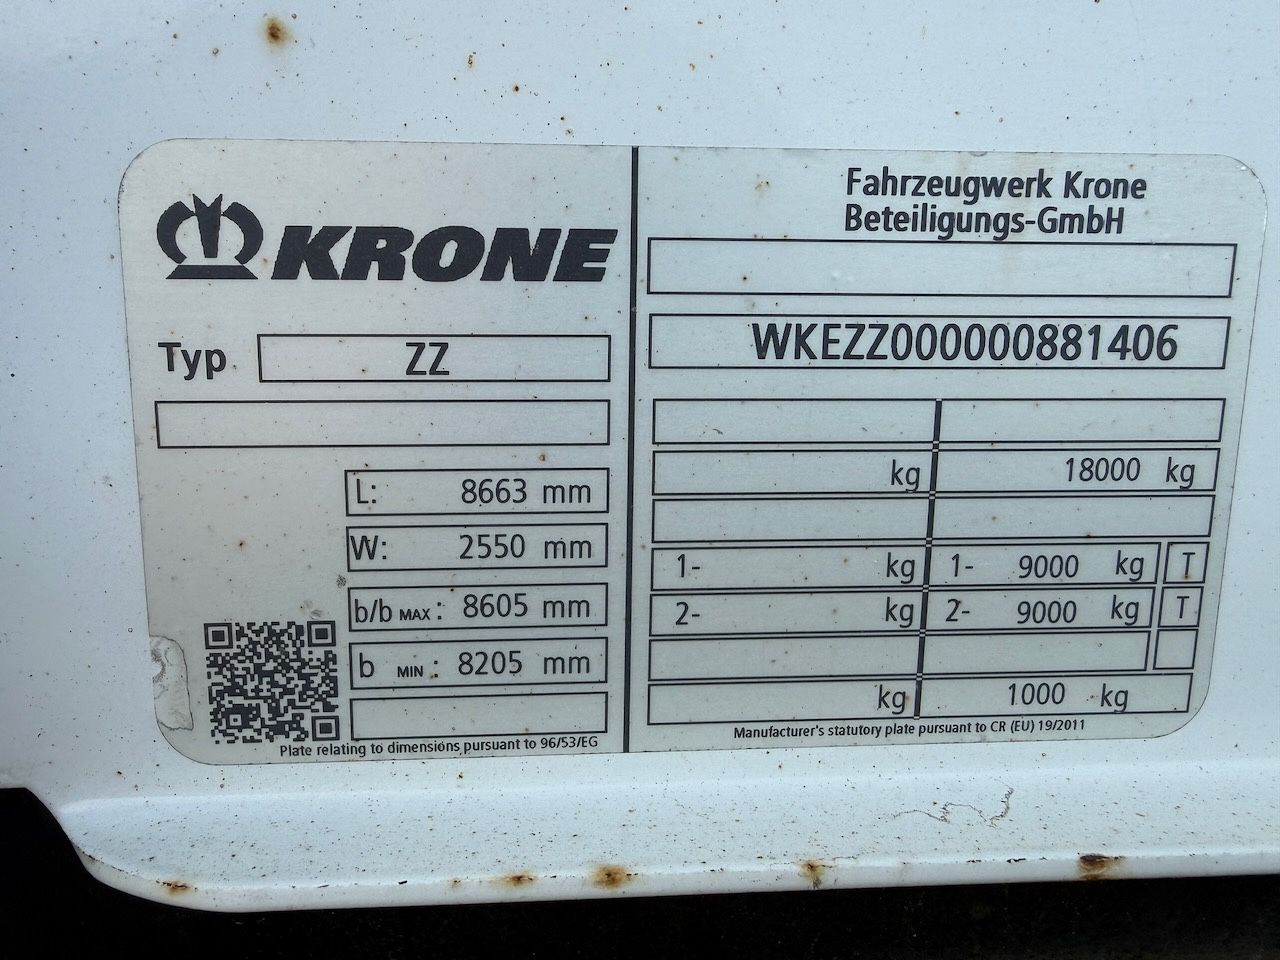 KRONE
Typ ZZ
L: 8663 mm
W: 2550 mm
b/b MAX : 8605 mm
b MIN : 8205 mm
Plate relating to dimensions pursuant to 96/53/EG
Fahrzeugwerk Krone
Beteiligungs-GmbH
WKEZZ000000881406
kg 18000 kg
1- kg 1- 9000 kg T
2- kg 2- 9000 kg T
kg 1000 kg
Manufacturer's statutory plate pursuant to CR (EU) 19/2011